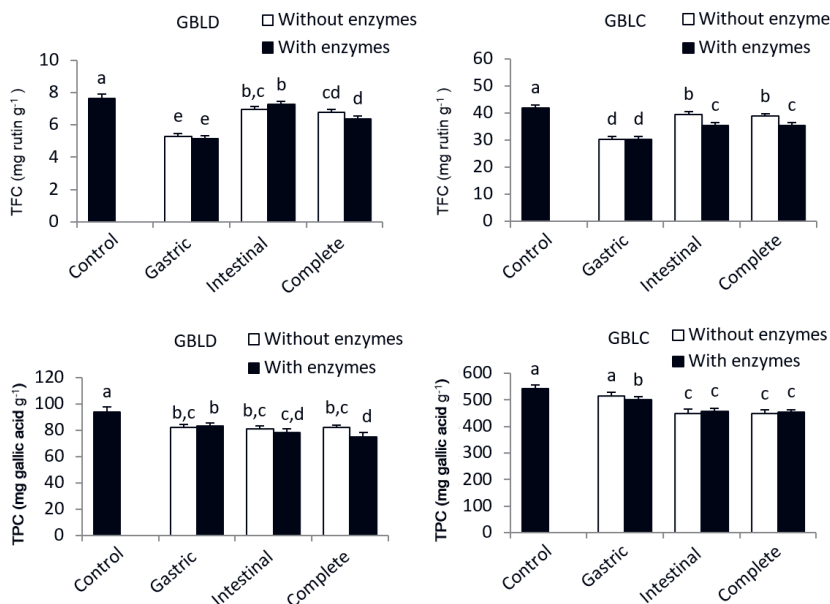 GBLD
Without enzymes
With enzymes
TFC (mg rutin g-1)
10
8
6
4
2
0
a
e e
b,c b
cd d
Control Gastric Intestinal Complete
GBLC
Without enzyme
With enzymes
TFC (mg rutin g-1)
60
50
40
30
20
10
0
a
d d
b c
b c
Control Gastric Intestinal Complete
GBLD
Without enzymes
With enzymes
TPC (mg gallic acid g-1)
120
100
80
60
40
20
0
a
b,c b
b,c c,d
b,c d
Control Gastric Intestinal Complete
GBLC
Without enzymes
With enzymes
TPC (mg gallic acid g-1)
600
500
400
300
200
100
0
a
a b
c c
c c
Control Gastric Intestinal Complete